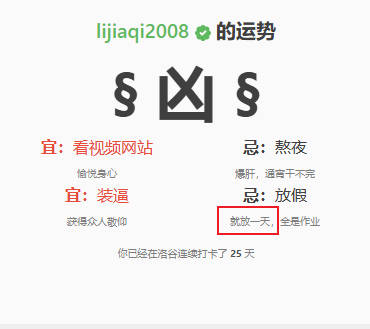 lijiaqi2008 的运势
§ 凶 §
宜：看视频网站 忌：熬夜
愉悦身心 爆肝，通宵干不完
宜：装逼 忌：放假
获得众人敬仰 就放一天，全是作业
你已经在洛谷连续打卡了 25 天